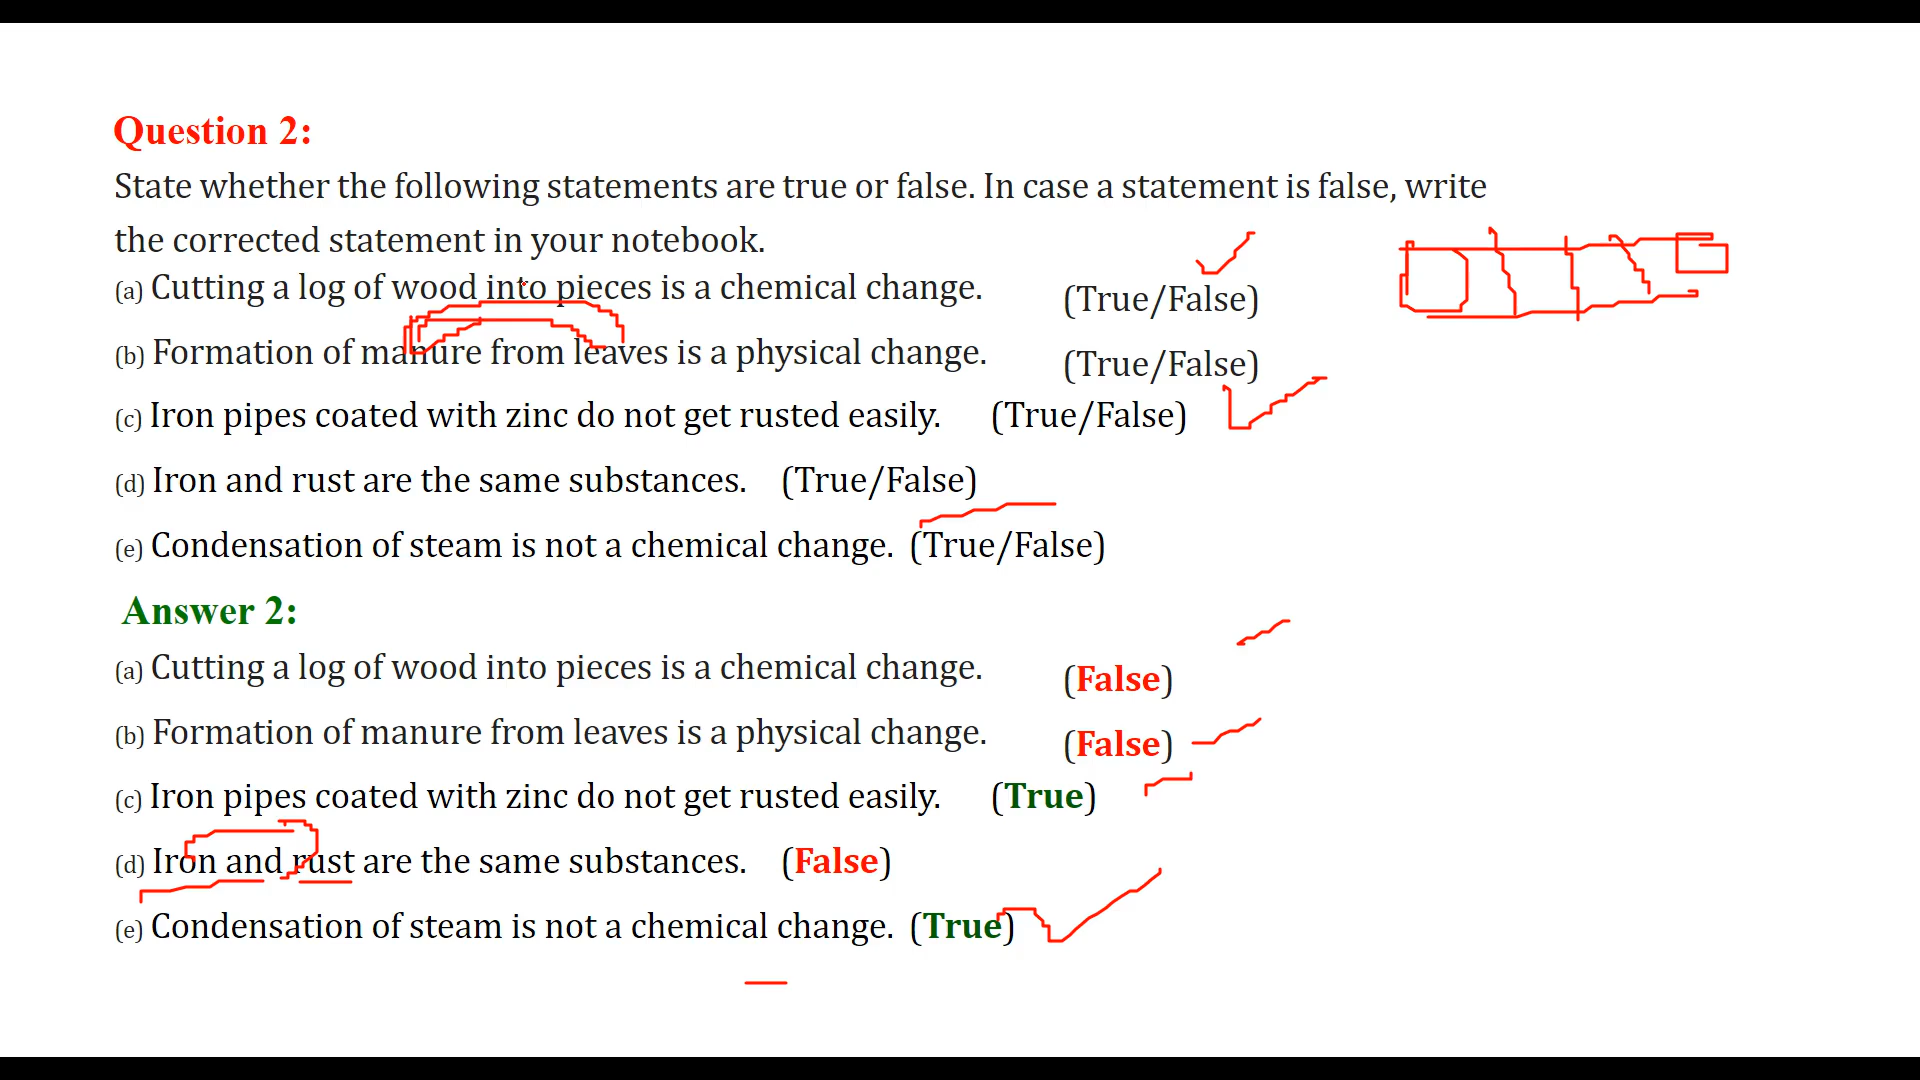 Question 2:
State whether the following statements are true or false. In case a statement is false, write
the corrected statement in your notebook.
(a) Cutting a log of wood into pieces is a chemical change. (True/False)
(b) Formation of manure from leaves is a physical change. (True/False)
(c) Iron pipes coated with zinc do not get rusted easily. (True/False)
(d) Iron and rust are the same substances. (True/False)
(e) Condensation of steam is not a chemical change. (True/False)
Answer 2:
(a) Cutting a log of wood into pieces is a chemical change. (False)
(b) Formation of manure from leaves is a physical change. (False)
(c) Iron pipes coated with zinc do not get rusted easily. (True)
(d) Iron and rust are the same substances. (False)
(e) Condensation of steam is not a chemical change. (True)